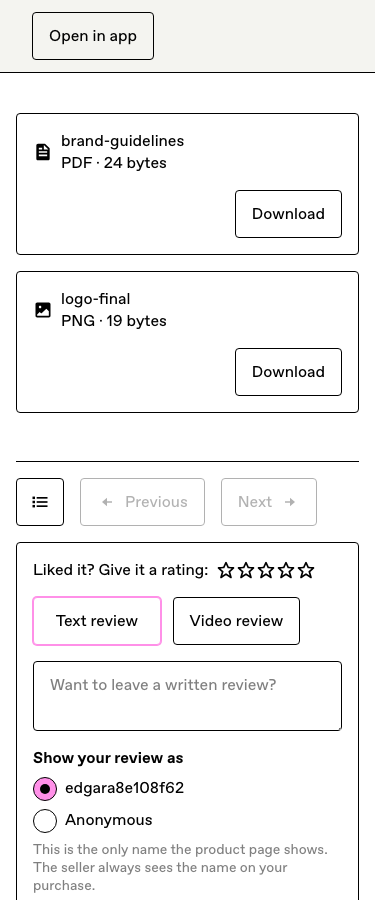 Open in app
brand-guidelines
PDF · 24 bytes
Download
logo-final
PNG · 19 bytes
Download
Previous
Next
Liked it? Give it a rating:
Text review
Video review
Want to leave a written review?
Show your review as
edgara8e108f62
Anonymous
This is the only name the product page shows.
The seller always sees the name on your
purchase.